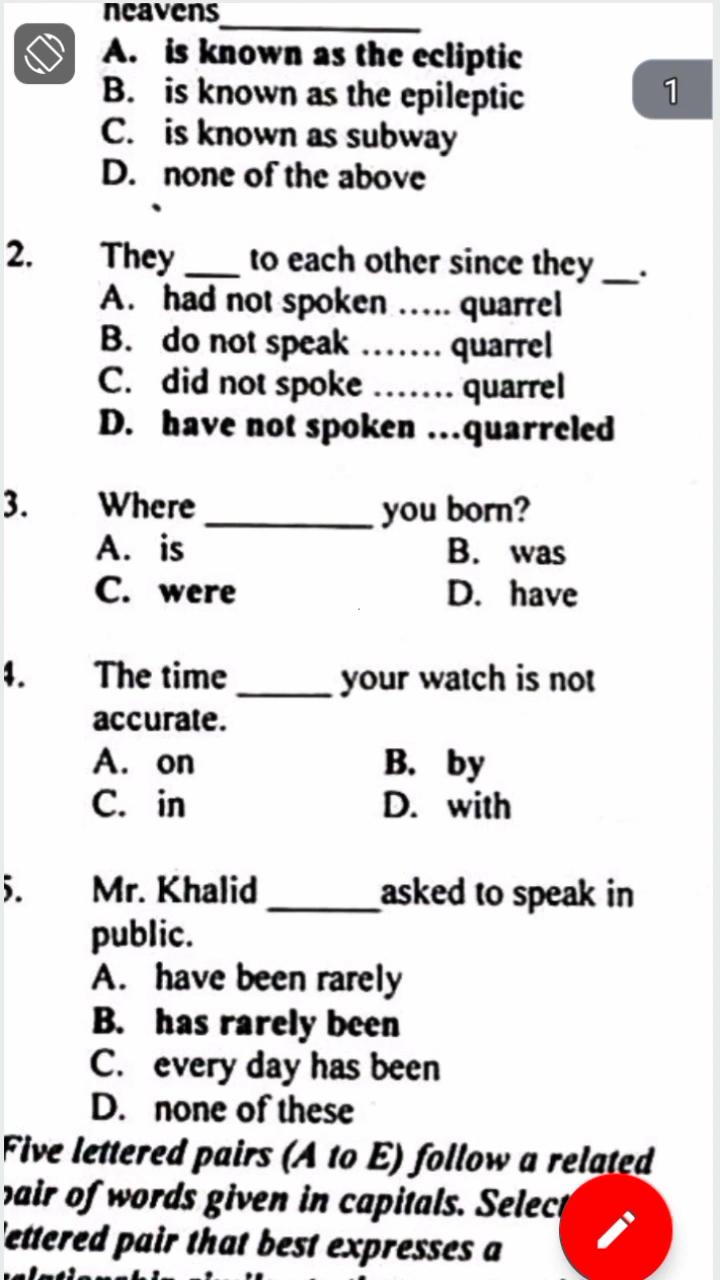 heavens____________
A. is known as the ecliptic
1
B. is known as the epileptic
C. is known as subway
D. none of the above
2. They ___ to each other since they __.
A. had not spoken ..... quarrel
B. do not speak ....... quarrel
C. did not spoke ....... quarrel
D. have not spoken ...quarreled
3. Where __________ you born?
A. is B. was
C. were D. have
4. The time _____ your watch is not
accurate.
A. on B. by
C. in D. with
5. Mr. Khalid ______asked to speak in
public.
A. have been rarely
B. has rarely been
C. every day has been
D. none of these
Five lettered pairs (A to E) follow a related
pair of words given in capitals. Select
lettered pair that best expresses a